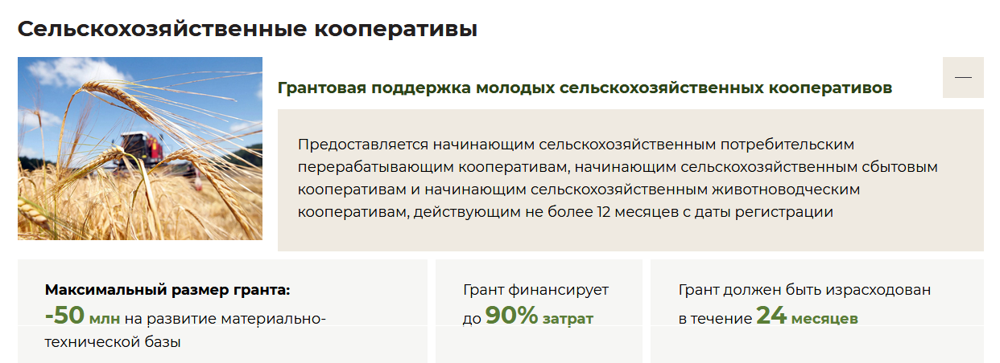 Сельскохозяйственные кооперативы
Грантовая поддержка молодых сельскохозяйственных кооперативов
Предоставляется начинающим сельскохозяйственным потребительским
перерабатывающим кооперативам, начинающим сельскохозяйственным сбытовым
кооперативам и начинающим сельскохозяйственным животноводческим
кооперативам, действующим не более 12 месяцев с даты регистрации
Максимальный размер гранта:
-50 млн на развитие материально-
технической базы
Грант финансирует
до 90% затрат
Грант должен быть израсходован
в течение 24 месяцев